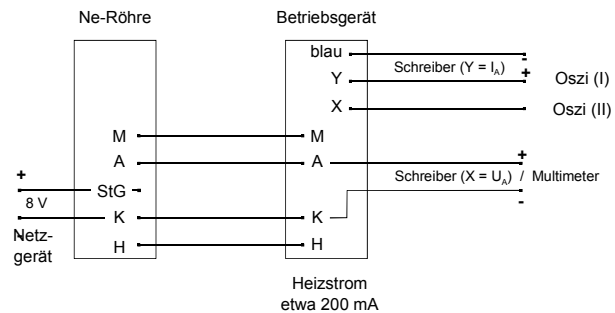 Ne-Röhre
Betriebsgerät
blau
-
Schreiber (Y = I_A)
+
Y
Oszi (I)
X
Oszi (II)
M
M
A
A
+
Schreiber (X = U_A) / Multimeter
-
+
StG
8 V
K
K
-
Netz-
gerät
H
H
Heizstrom
etwa 200 mA